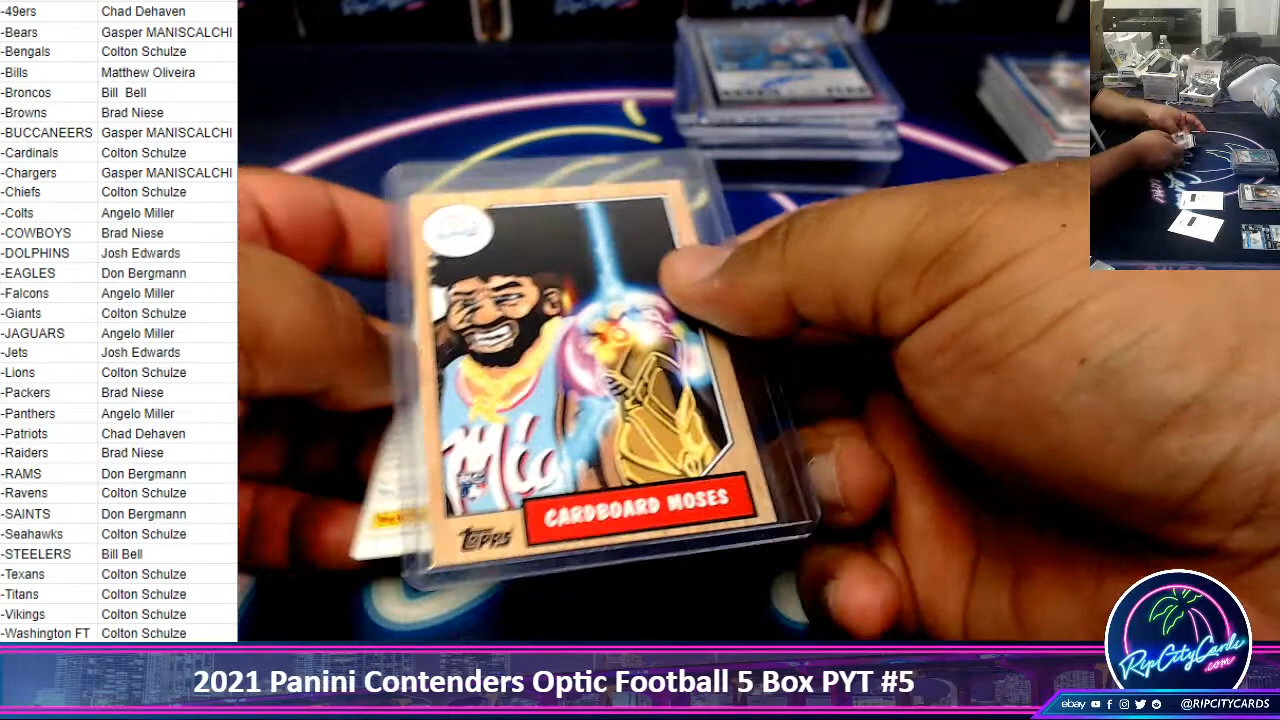 -49ers Chad Dehaven
-Bears Gasper MANISCALCHI
-Bengals Colton Schulze
-Bills Matthew Oliveira
-Broncos Bill Bell
-Browns Brad Niese
-BUCCANEERS Gasper MANISCALCHI
-Cardinals Colton Schulze
-Chargers Gasper MANISCALCHI
-Chiefs Colton Schulze
-Colts Angelo Miller
-COWBOYS Brad Niese
-DOLPHINS Josh Edwards
-EAGLES Don Bergmann
-Falcons Angelo Miller
-Giants Colton Schulze
-JAGUARS Angelo Miller
-Jets Josh Edwards
-Lions Colton Schulze
-Packers Brad Niese
-Panthers Angelo Miller
-Patriots Chad Dehaven
-Raiders Brad Niese
-RAMS Don Bergmann
-Ravens Colton Schulze
-SAINTS Don Bergmann
-Seahawks Colton Schulze
-STEELERS Bill Bell
-Texans Colton Schulze
-Titans Colton Schulze
-Vikings Colton Schulze
-Washington FT Colton Schulze
CARDBOARD MOSES
TOPPS
RipCityCards
.com
2021 Panini Contenders Optic Football 5 Box PYT #5
ebay @RIPCITYCARDS